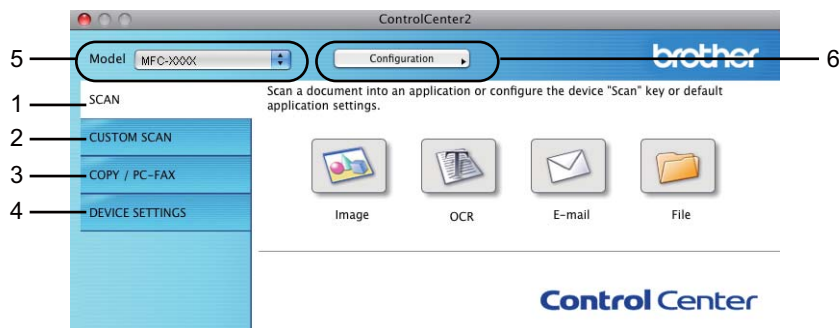 ControlCenter2
5
Model MFC-XXXX
Configuration
brother
6
1
SCAN
Scan a document into an application or configure the device "Scan" key or default
application settings.
2
CUSTOM SCAN
3
COPY / PC-FAX
4
DEVICE SETTINGS
Image
OCR
E-mail
File
Control Center